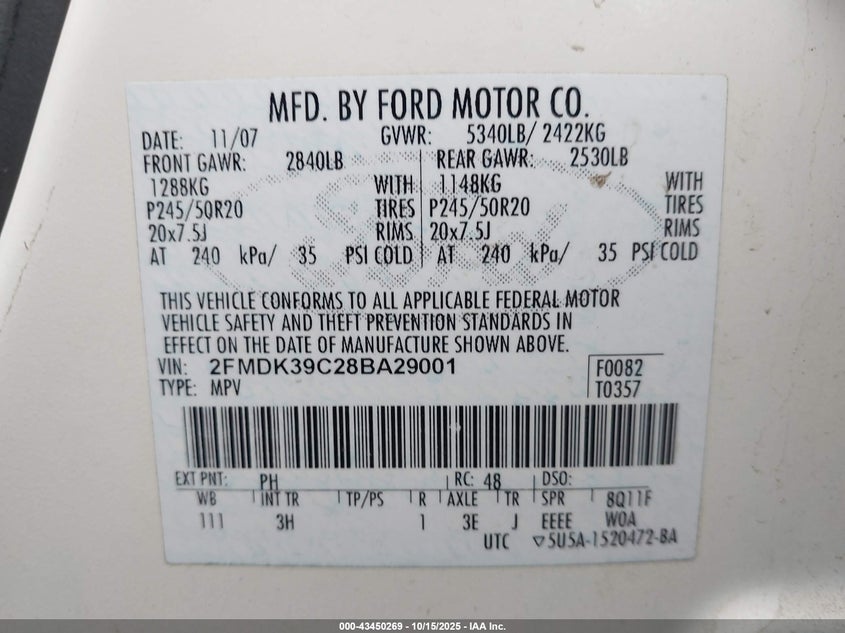 MFD. BY FORD MOTOR CO.
DATE: 11/07 GVWR: 5340LB/ 2422KG
FRONT GAWR: 2840LB REAR GAWR: 2530LB
1288KG WITH 1148KG WITH
P245/50R20 TIRES P245/50R20 TIRES
20x7.5J RIMS 20x7.5J RIMS
AT 240 kPa/ 35 PSI COLD AT 240 kPa/ 35 PSI COLD
THIS VEHICLE CONFORMS TO ALL APPLICABLE FEDERAL MOTOR
VEHICLE SAFETY AND THEFT PREVENTION STANDARDS IN
EFFECT ON THE DATE OF MANUFACTURE SHOWN ABOVE.
VIN: 2FMDK39C28BA29001 F0082
TYPE: MPV T0357
EXT PNT: PH RC: 48 DSO:
WB INT TR TP/PS R AXLE TR SPR 8Q11F
111 3H 1 3E J EEEE WOA
UTC ▽5U5A-1520472-BA
000-43450269 - 10/15/2025 - IAA Inc.